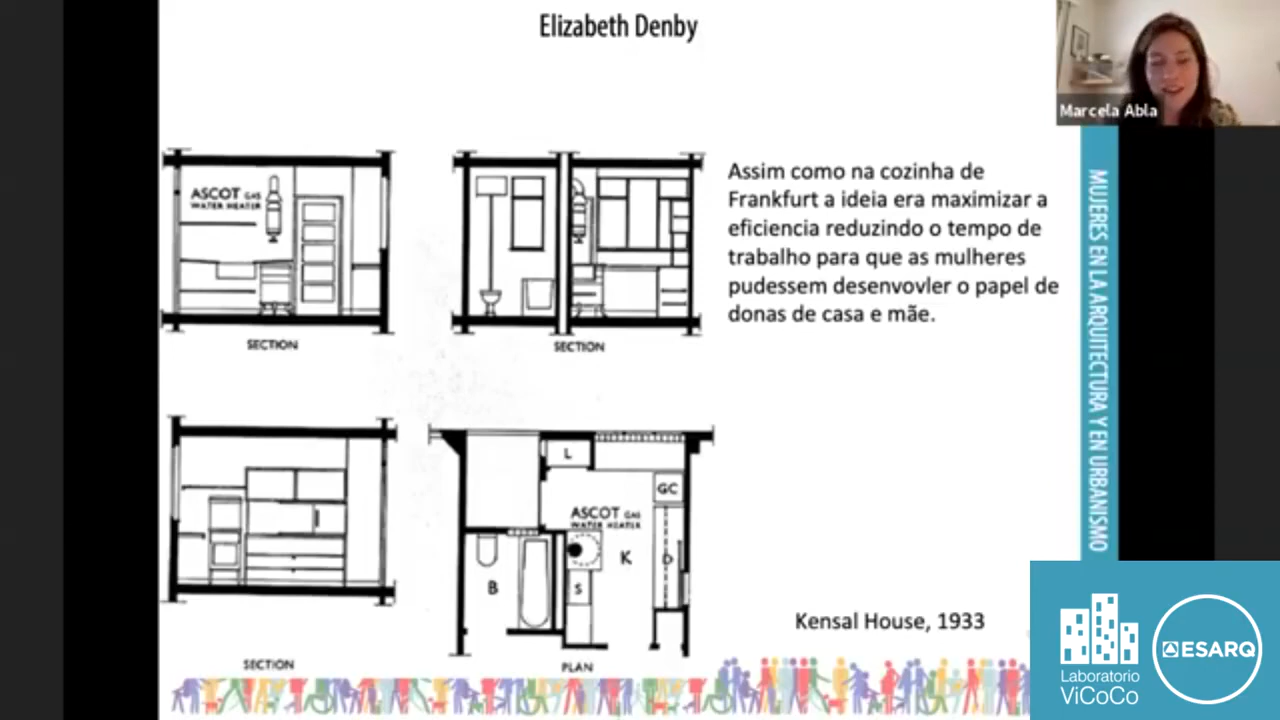 Elizabeth Denby
Marcela Abla
ASCOT GAS
WATER HEATER
SECTION
SECTION
Assim como na cozinha de
Frankfurt a ideia era maximizar a
eficiencia reduzindo o tempo de
trabalho para que as mulheres
pudessem desenvovler o papel de
donas de casa e mãe.
MUJERES EN LA ARQUITECTURA Y EN URBANISMO
L
GC
ASCOT GAS
WATER HEATER
K
D
B
S
SECTION
PLAN
Kensal House, 1933
Laboratorio
ViCoCo
ESARQ